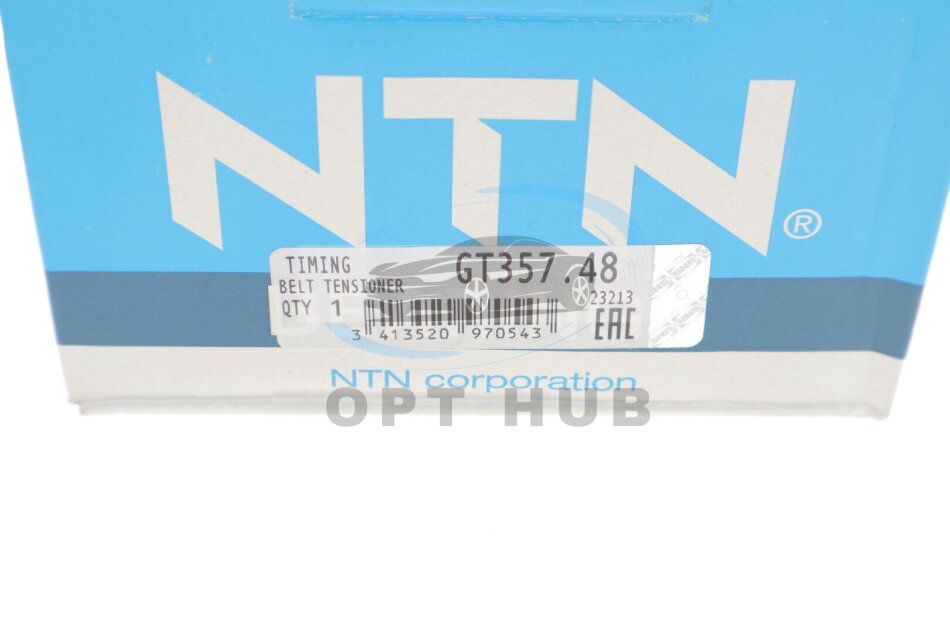 NTN®
TIMING GT357.48
BELT TENSIONER
QTY 1 23213
3 413520 970543 EAC
NTN corporation
OPT HUB